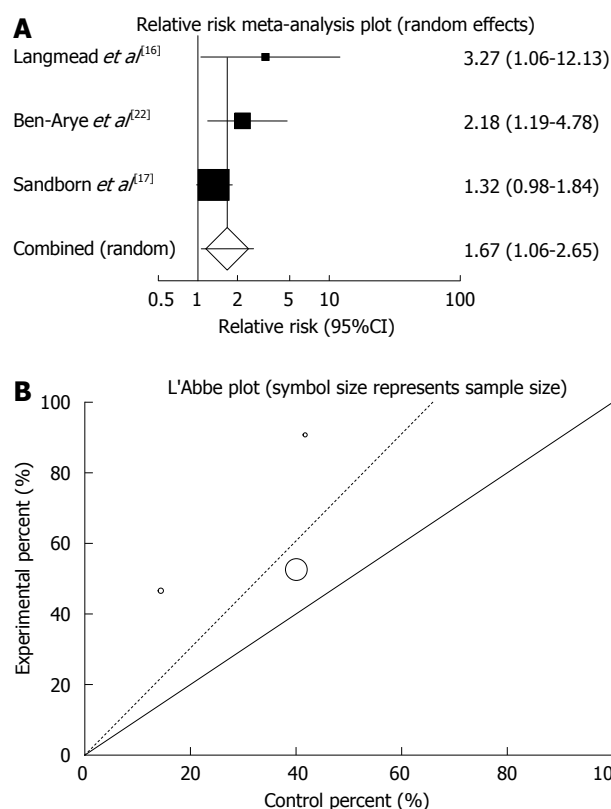 A Relative risk meta-analysis plot (random effects)
Langmead et al[16] 3.27 (1.06-12.13)
Ben-Arye et al[22] 2.18 (1.19-4.78)
Sandborn et al[17] 1.32 (0.98-1.84)
Combined (random) 1.67 (1.06-2.65)
0.5 1 2 5 10 100
Relative risk (95%CI)
B L'Abbe plot (symbol size represents sample size)
100
80
60
40
20
0
Experimental percent (%)
0 20 40 60 80 100
Control percent (%)